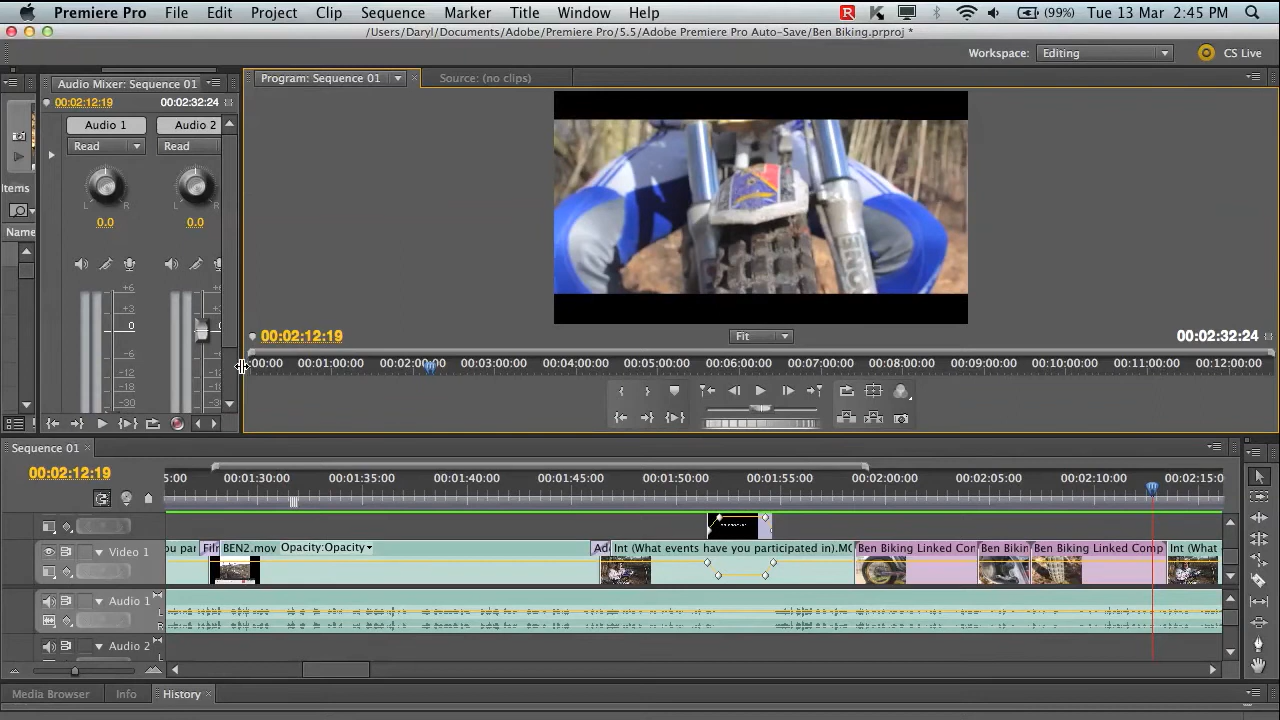 Premiere Pro File Edit Project Clip Sequence Marker Title Window Help (99%) Tue 13 Mar 2:45 PM
/Users/Daryl/Documents/Adobe/Premiere Pro/5.5/Adobe Premiere Pro Auto-Save/Ben Biking.prproj *
Workspace: Editing CS Live
Audio Mixer: Sequence 01 Program: Sequence 01 Source: (no clips)
00:02:12:19 00:02:32:24
Audio 1 Audio 2
Read Read
Items
L R L R
0.0 0.0
Name
+6 +6
+3 +3
0 0
-6 -6
-12 -12
-18 -18
-30 -30
00:02:12:19 Fit 00:02:32:24
00:00 00:01:00:00 00:02:00:00 00:03:00:00 00:04:00:00 00:05:00:00 00:06:00:00 00:07:00:00 00:08:00:00 00:09:00:00 00:10:00:00 00:11:00:00 00:12:00:00
Sequence 01
00:02:12:19 5:00 00:01:30:00 00:01:35:00 00:01:40:00 00:01:45:00 00:01:50:00 00:01:55:00 00:02:00:00 00:02:05:00 00:02:10:00 00:02:15:00
Video 1 ou par Film BEN2.mov Opacity:Opacity Ad Int (What events have you participated in).MO Ben Biking Linked Com Ben Biking Ben Biking Linked Comp Int (What
Audio 1
L
R
Audio 2
Media Browser Info History